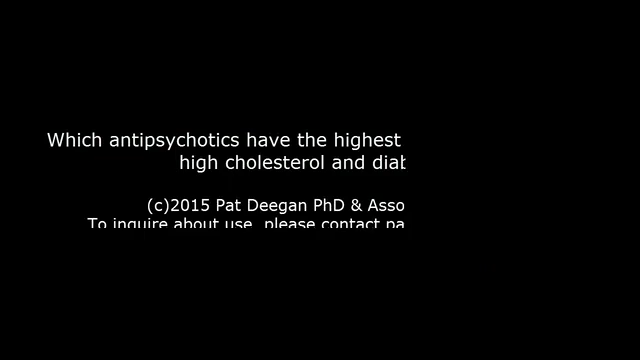 Which antipsychotics have the highest
high cholesterol and diab
(c)2015 Pat Deegan PhD & Asso
To inquire about use, please contact pa